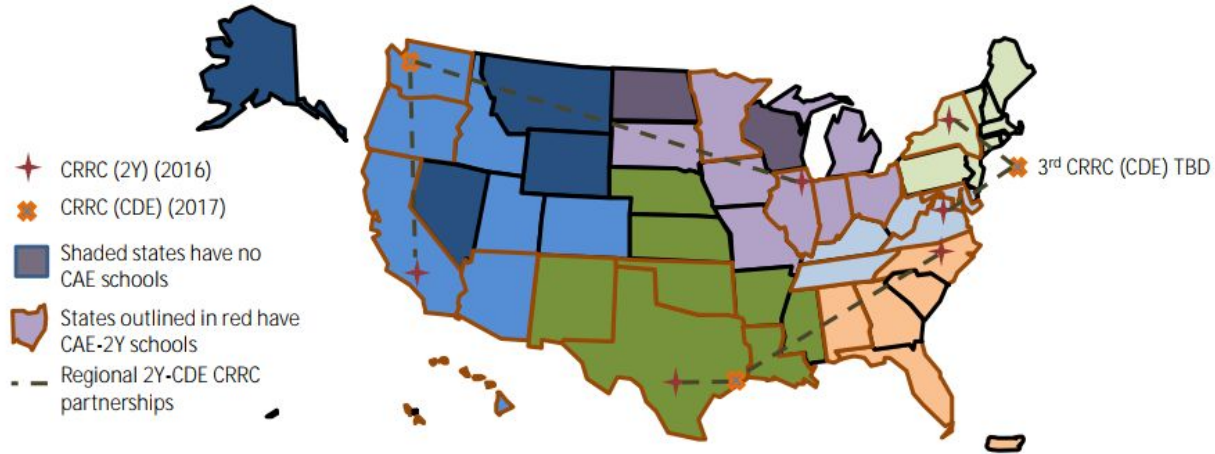 CRRC (2Y) (2016)
CRRC (CDE) (2017)
Shaded states have no
CAE schools
States outlined in red have
CAE-2Y schools
Regional 2Y-CDE CRRC
partnerships
3rd CRRC (CDE) TBD